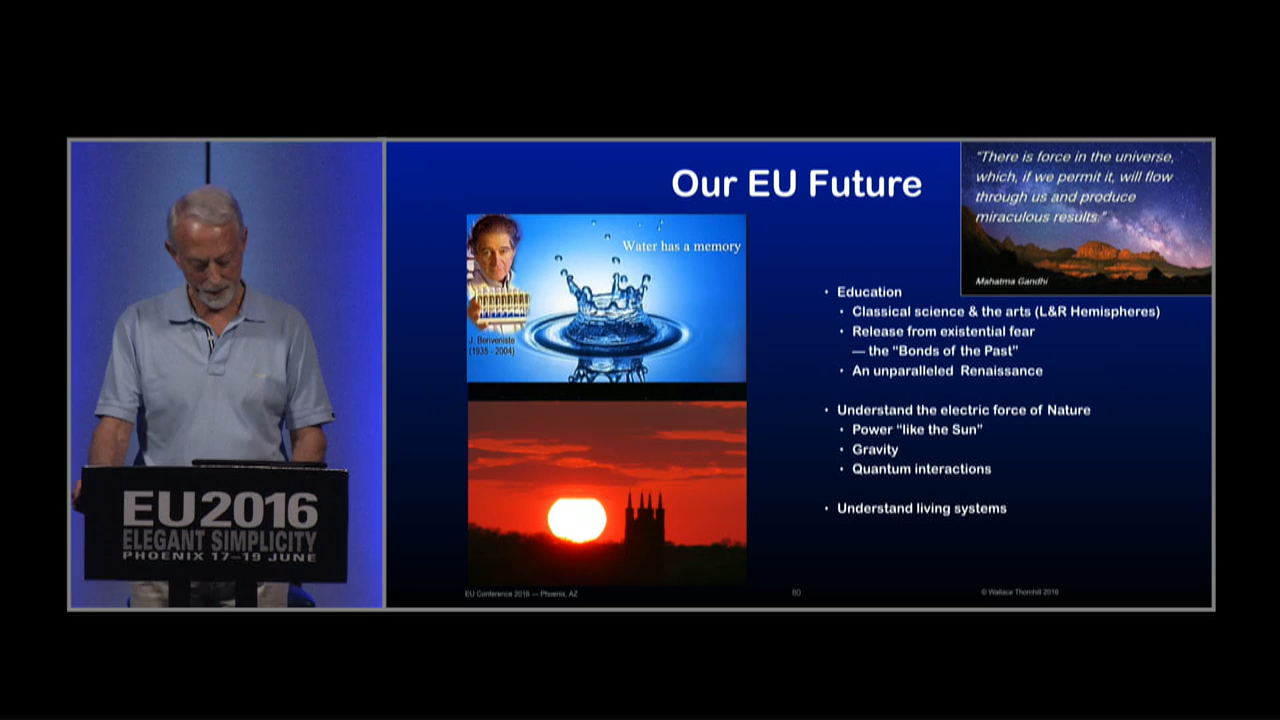 Our EU Future
"There is force in the universe,
which, if we permit it, will flow
through us and produce
miraculous results."
Mahatma Gandhi
Water has a memory
J. Benveniste
(1935 - 2004)
• Education
• Classical science & the arts (L&R Hemispheres)
• Release from existential fear
— the "Bonds of the Past"
• An unparalleled Renaissance
• Understand the electric force of Nature
• Power "like the Sun"
• Gravity
• Quantum interactions
• Understand living systems
EU2016
ELEGANT SIMPLICITY
PHOENIX 17–19 JUNE
EU Conference 2016 — Phoenix, AZ
80
© Wallace Thornhill 2016